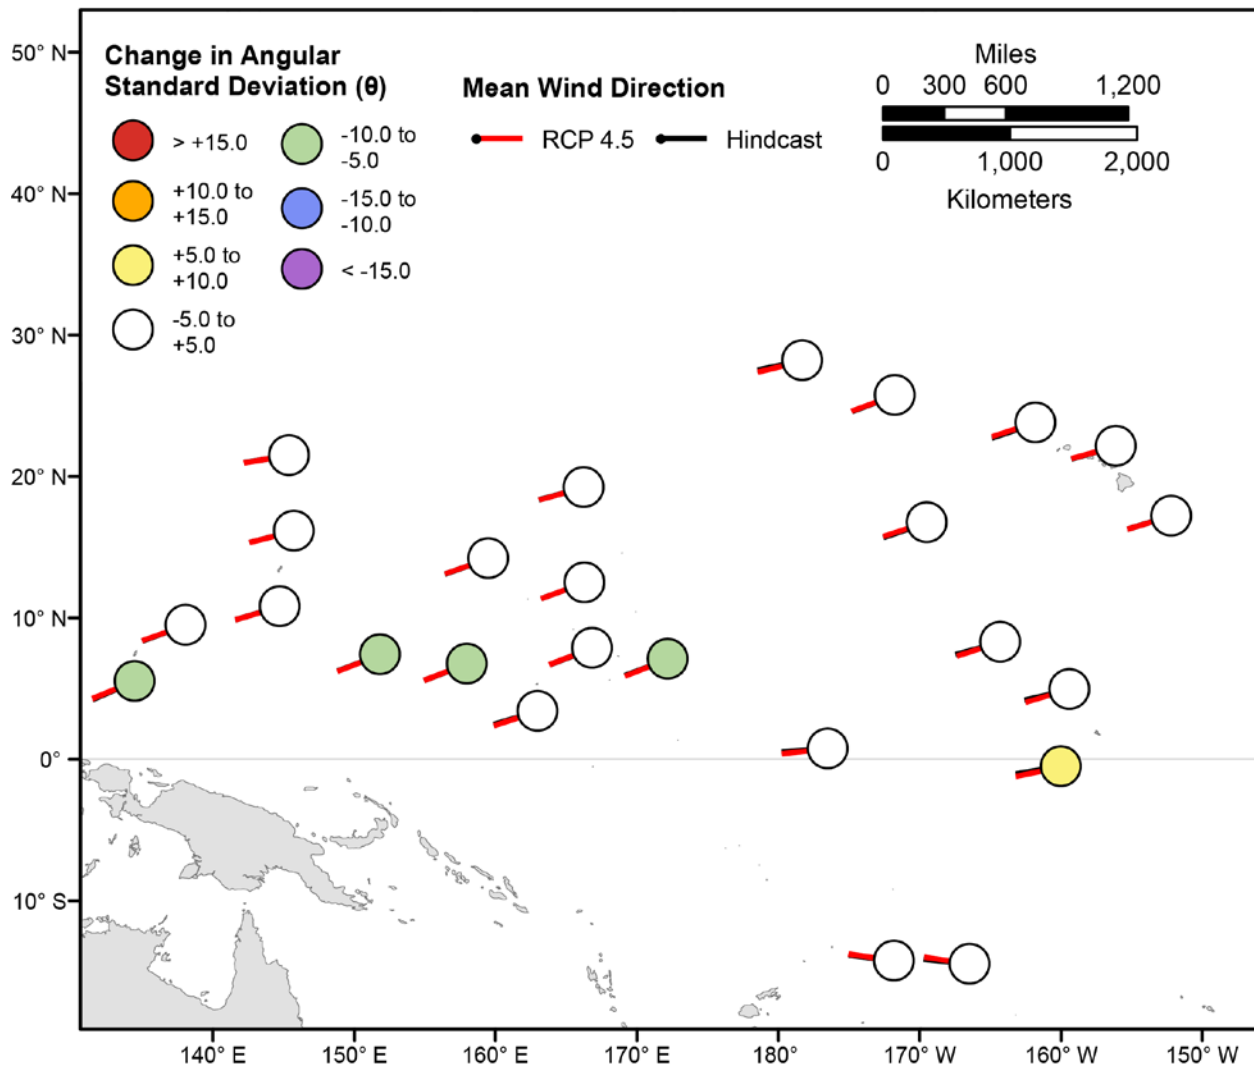 Change in Angular
Standard Deviation (θ)
> +15.0
+10.0 to
+15.0
+5.0 to
+10.0
-5.0 to
+5.0
-10.0 to
-5.0
-15.0 to
-10.0
< -15.0
Mean Wind Direction
RCP 4.5
Hindcast
Miles
0 300 600 1,200
0 1,000 2,000
Kilometers
50° N
40° N
30° N
20° N
10° N
0°
10° S
140° E 150° E 160° E 170° E 180° 170° W 160° W 150° W